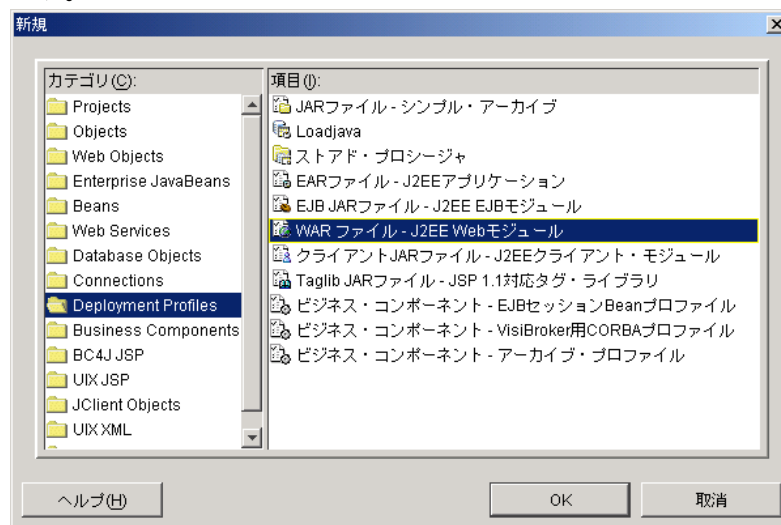 新規
カテゴリ(C):
Projects
Objects
Web Objects
Enterprise JavaBeans
Beans
Web Services
Database Objects
Connections
Deployment Profiles
Business Components
BC4J JSP
UIX JSP
JClient Objects
UIX XML
項目(I):
JARファイル - シンプル・アーカイブ
Loadjava
ストアド・プロシージャ
EARファイル - J2EEアプリケーション
EJB JARファイル - J2EE EJBモジュール
WAR ファイル - J2EE Webモジュール
クライアントJARファイル - J2EEクライアント・モジュール
Taglib JARファイル - JSP 1.1対応タグ・ライブラリ
ビジネス・コンポーネント - EJBセッションBeanプロファイル
ビジネス・コンポーネント - VisiBroker用CORBAプロファイル
ビジネス・コンポーネント - アーカイブ・プロファイル
ヘルプ(H)
OK
取消